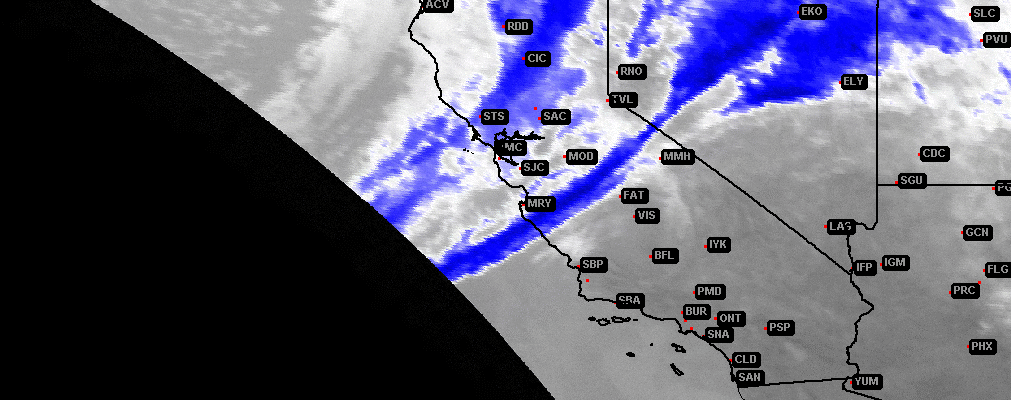 ACV
EKO
SLC
RDD
PVU
CIC
RNO
ELY
TVL
STS
SAC
MC
MOD
MMH
CDC
SJC
SGU
PG
FAT
MRY
VIS
LAS
GCN
IYK
BFL
SBP
IFP
IGM
FLG
PMD
PRC
SBA
BUR
ONT
PSP
SNA
PHX
CLD
SAN
YUM